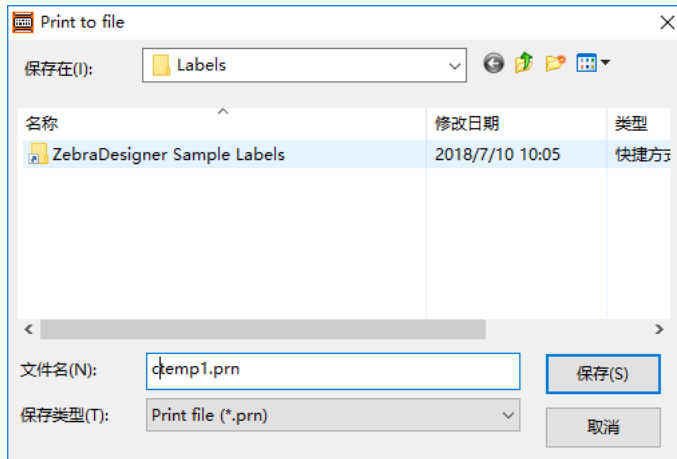 Print to file
保存在(I):
Labels
名称
修改日期
类型
ZebraDesigner Sample Labels
2018/7/10 10:05
快捷方式
文件名(N):
ctemp1.prn
保存(S)
保存类型(T):
Print file (*.prn)
取消